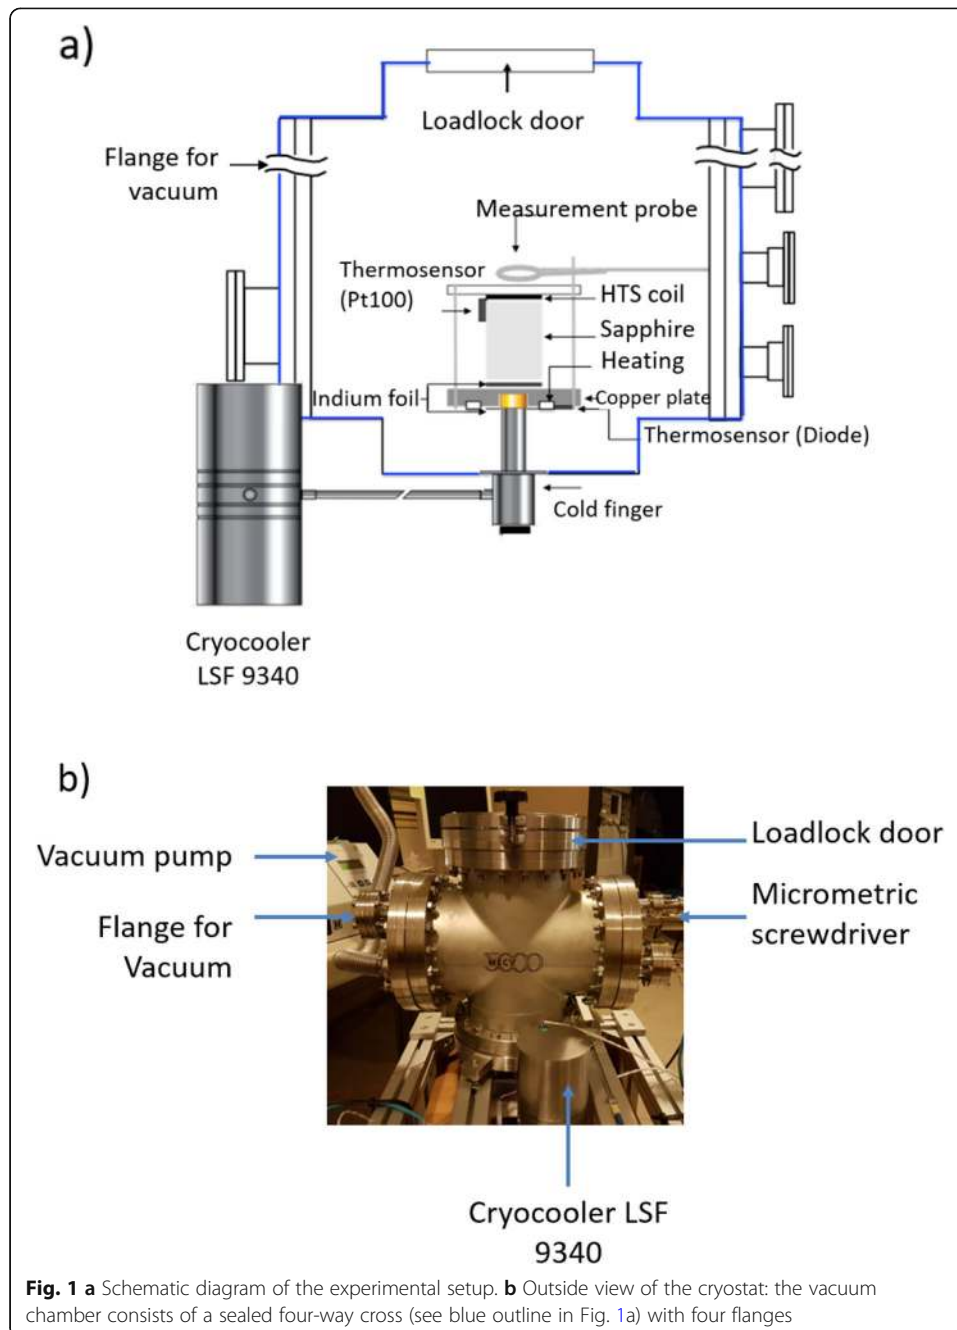 a)
Loadlock door
Flange for
vacuum
Measurement probe
Thermosensor
(Pt100)
HTS coil
Sapphire
Heating
Indium foil
Copper plate
Thermosensor (Diode)
Cold finger
Cryocooler
LSF 9340
b)
Vacuum pump
Loadlock door
Flange for
Vacuum
Micrometric
screwdriver
Cryocooler LSF
9340
Fig. 1 a Schematic diagram of the experimental setup. b Outside view of the cryostat: the vacuum
chamber consists of a sealed four-way cross (see blue outline in Fig. 1a) with four flanges